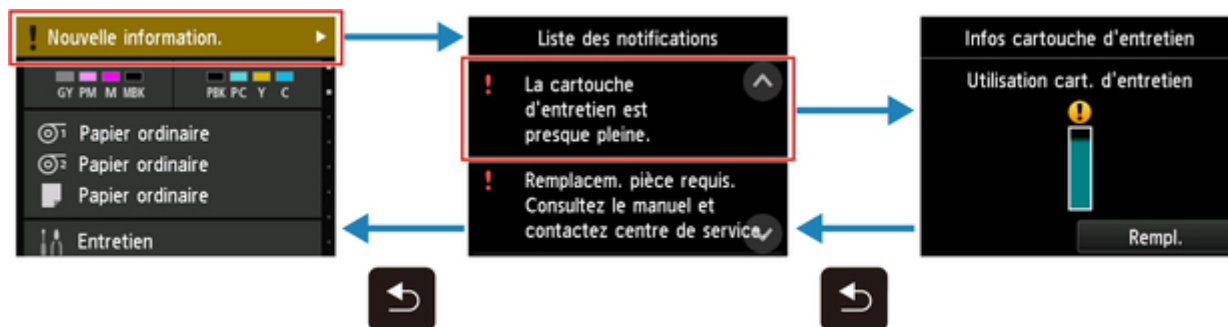 Nouvelle information.
GY PM M MBK PBK PC Y C
1 Papier ordinaire
2 Papier ordinaire
Papier ordinaire
Entretien
Liste des notifications
! La cartouche
d'entretien est
presque pleine.
! Remplacem. pièce requis.
Consultez le manuel et
contactez centre de service.
Infos cartouche d'entretien
Utilisation cart. d'entretien
Rempl.